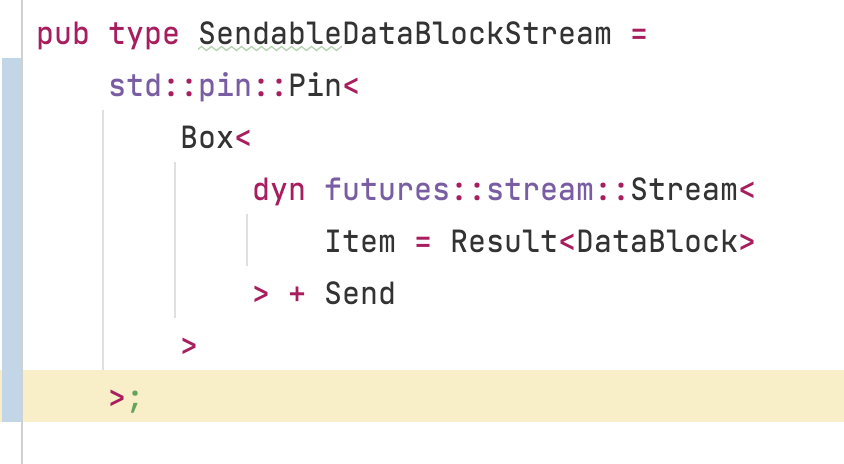 pub type SendableDataBlockStream =
    std::pin::Pin<
        Box<
            dyn futures::stream::Stream<
                Item = Result<DataBlock>
            > + Send
        >
    >;